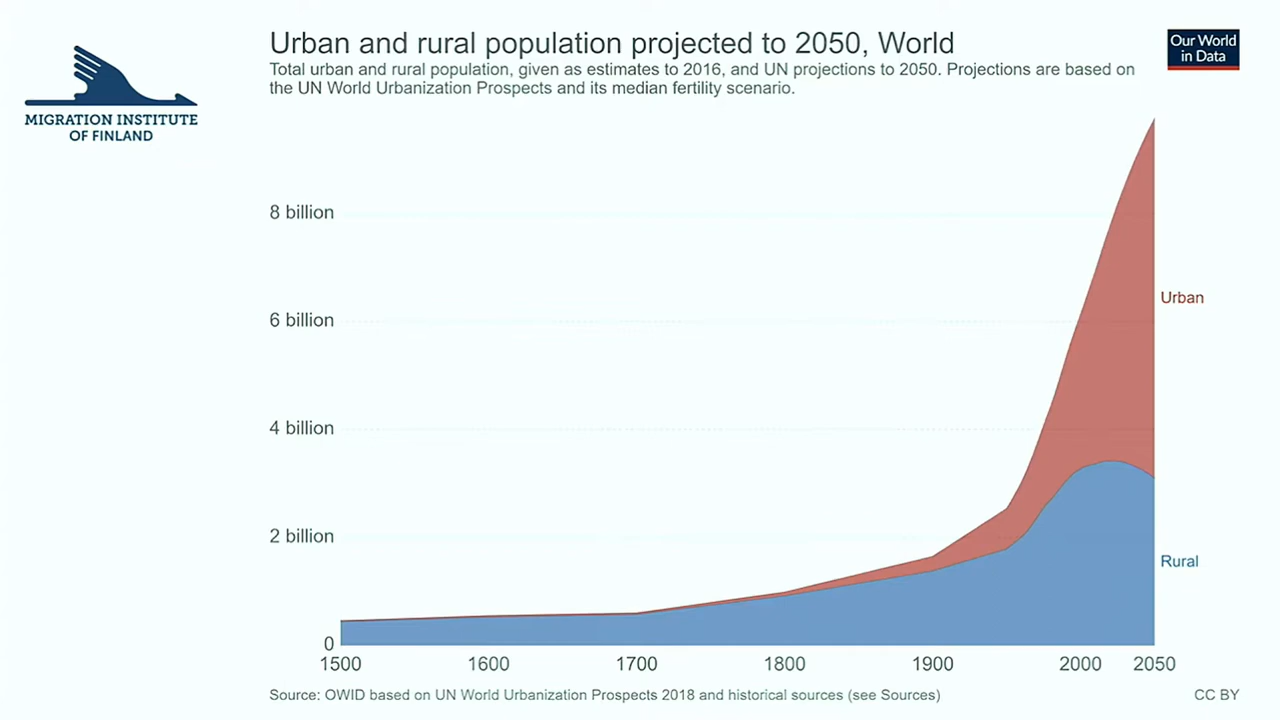 Urban and rural population projected to 2050, World
Total urban and rural population, given as estimates to 2016, and UN projections to 2050. Projections are based on
the UN World Urbanization Prospects and its median fertility scenario.
Our World
in Data
MIGRATION INSTITUTE
OF FINLAND
8 billion
6 billion
4 billion
2 billion
0
Urban
Rural
1500
1600
1700
1800
1900
2000
2050
Source: OWID based on UN World Urbanization Prospects 2018 and historical sources (see Sources)
CC BY